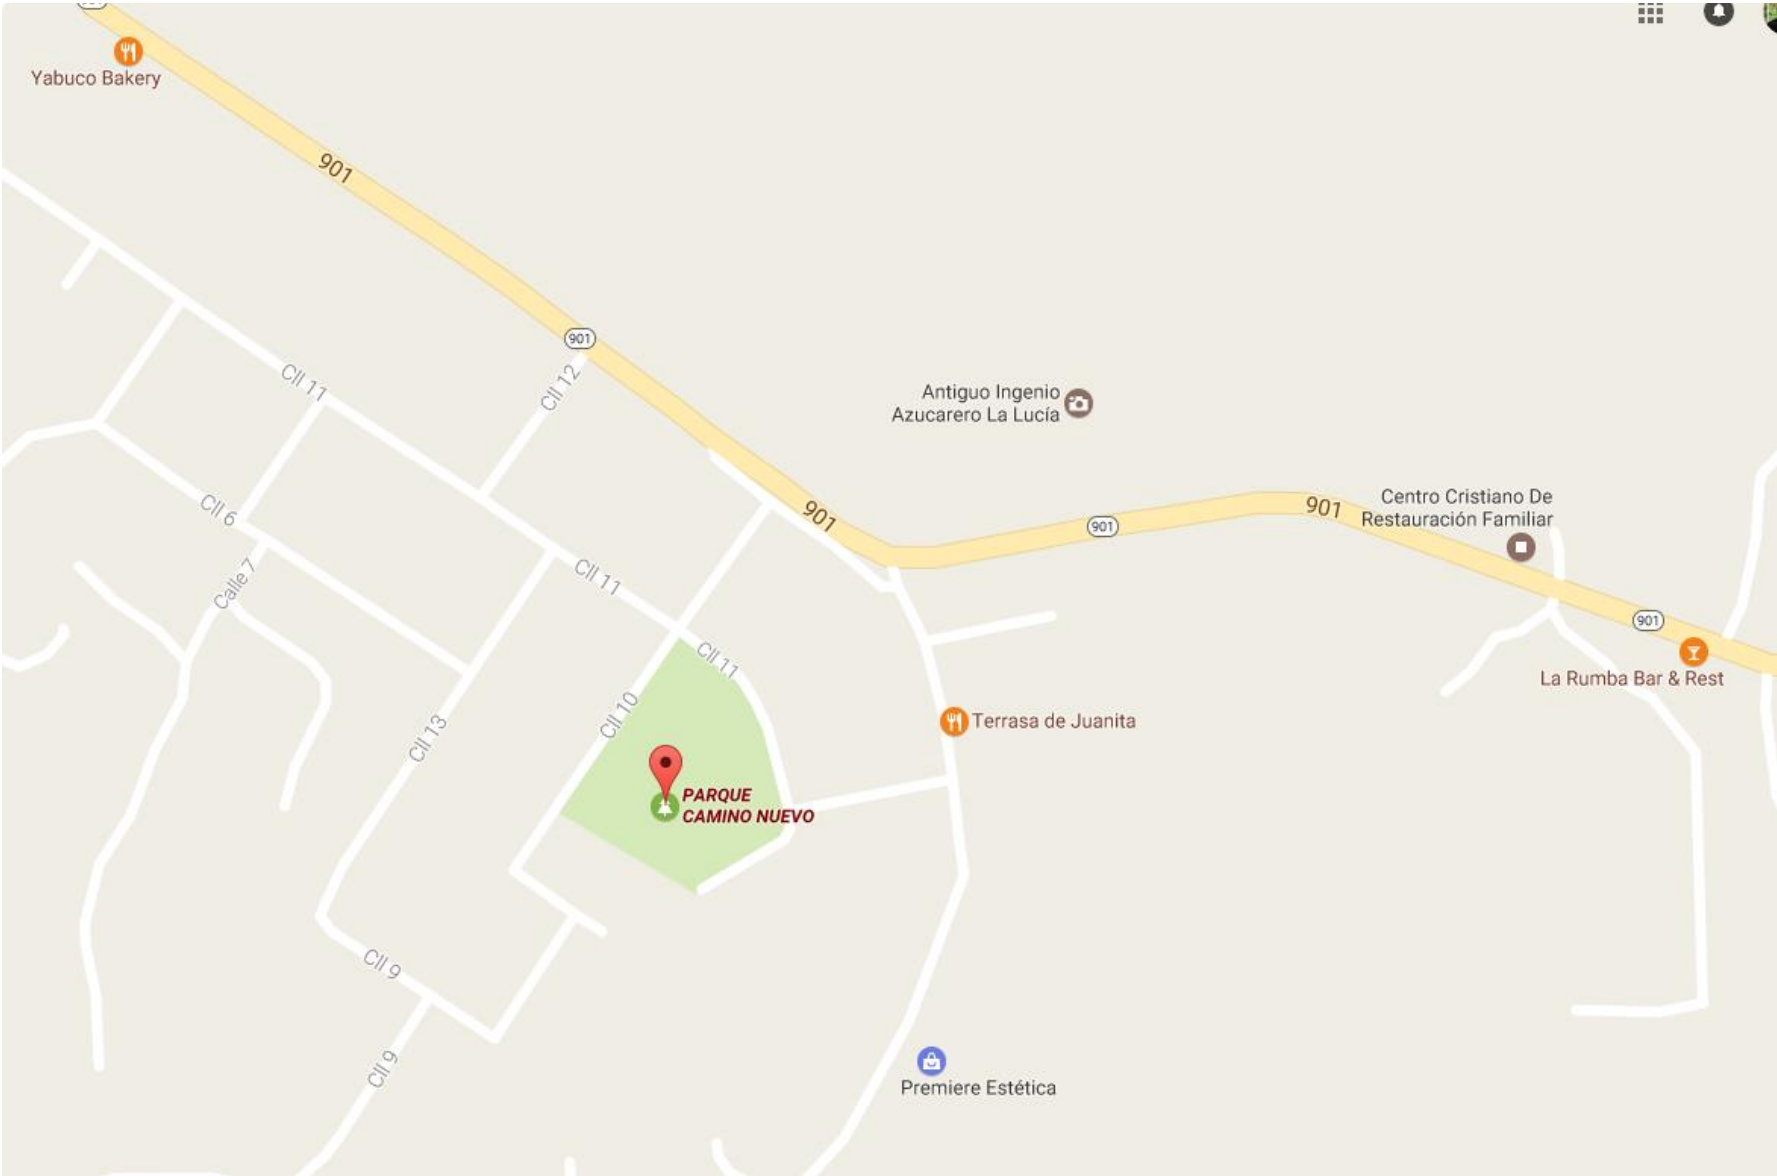 901
Yabuco Bakery
901
901
Cll 11
Cll 12
Antiguo Ingenio
Azucarero La Lucía
Cll 6
901
901
901
Centro Cristiano De
Restauración Familiar
Calle 7
Cll 11
901
Cll 11
La Rumba Bar & Rest
Cll 10
Cll 13
Terrasa de Juanita
PARQUE
CAMINO NUEVO
Cll 9
Cll 9
Premiere Estética